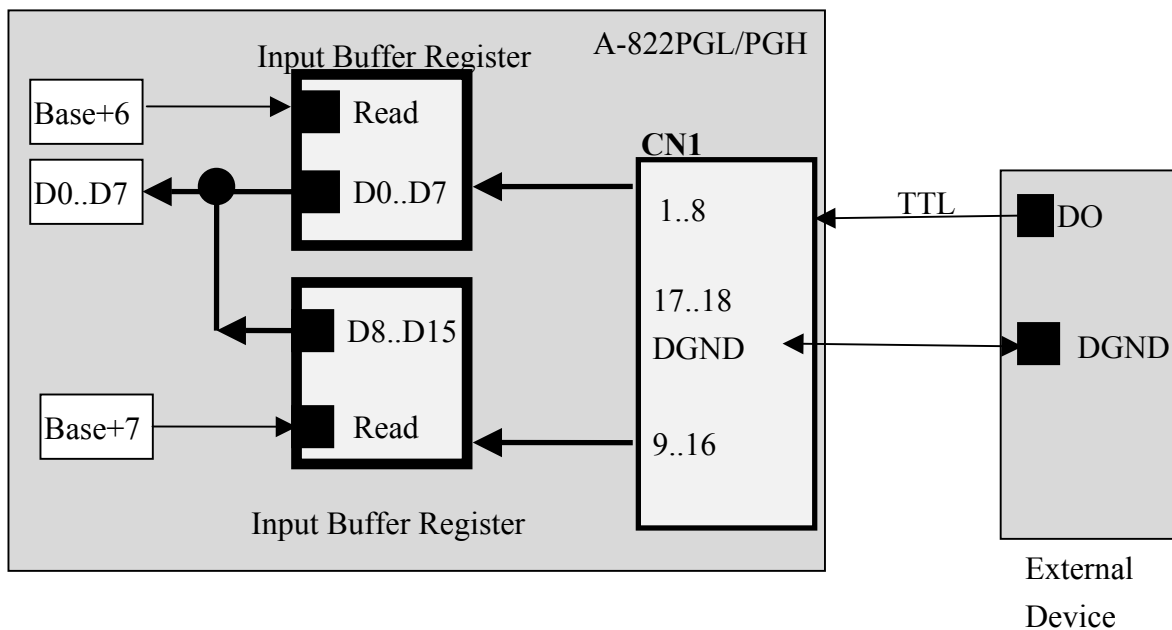 A-822PGL/PGH
Input Buffer Register
Base+6
Read
D0..D7
D0..D7
CN1
1..8
TTL
DO
17..18
DGND
DGND
D8..D15
Base+7
Read
9..16
Input Buffer Register
External
Device